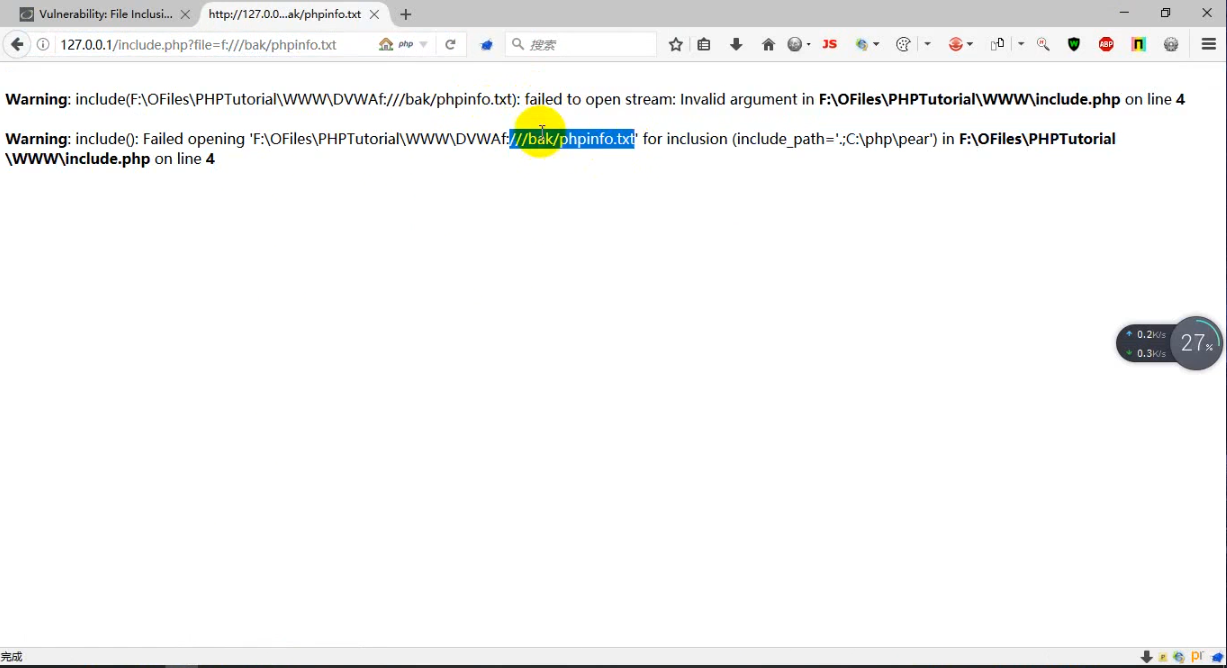 Vulnerability: File Inclusi...
http://127.0.0...ak/phpinfo.txt
127.0.0.1/include.php?file=f:///bak/phpinfo.txt
php
搜索
JS
W
ABP
Warning: include(F:\OFiles\PHPTutorial\WWW\DVWAf:///bak/phpinfo.txt): failed to open stream: Invalid argument in F:\OFiles\PHPTutorial\WWW\include.php on line 4
Warning: include(): Failed opening 'F:\OFiles\PHPTutorial\WWW\DVWAf:///bak/phpinfo.txt' for inclusion (include_path='.;C:\php\pear') in F:\OFiles\PHPTutorial
\WWW\include.php on line 4
0.2K/s
27%
0.3K/s
完成